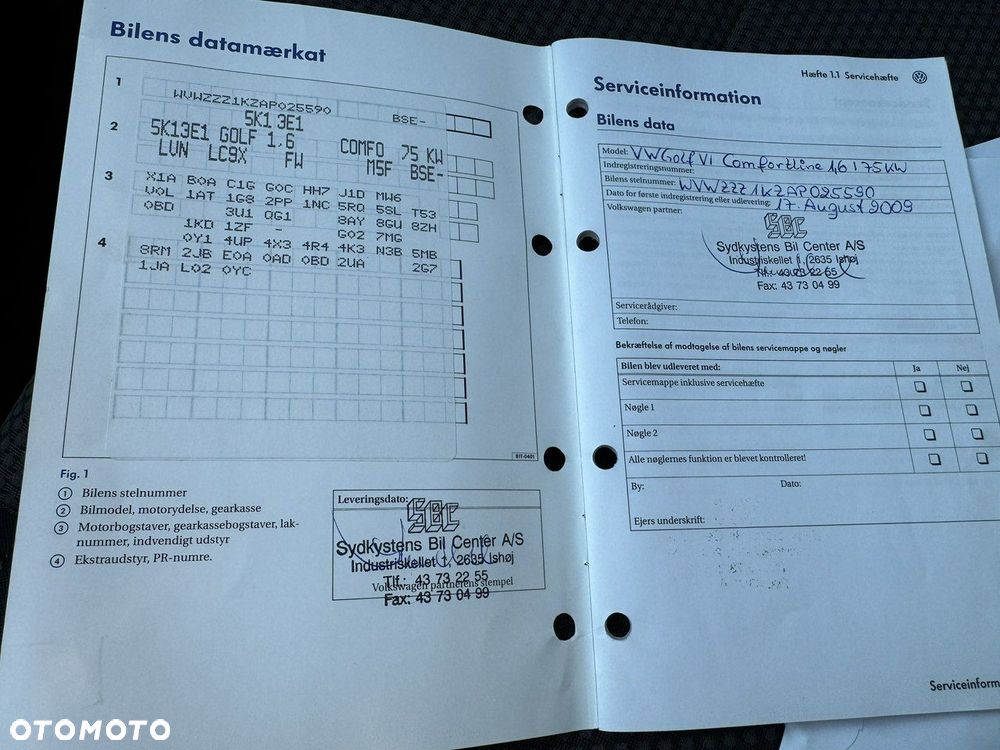 Bilens datamærkat
1
WVWZZZ1KZAP025590
BSE-
5K1 3E1
2
5K13E1 GOLF 1.6 COMFO 75 KW
LUN LC9X FW M5F BSE-
3
X1A B0A C1G G0C HH7 J1D MW6
V0L 1AT 1G8 2PP 1NC 5RQ 5SL T53
0BD 3U1 QG1 8AY 8GU 8ZH
1KD 1ZF - G02 7MG
4
0Y1 4UP 4X3 4R4 4K3 N3B 5MB
8RM 2JB E0A 0AD 0BD 2UA 2G7
1JA L02 0YC
B1T-0401
Fig. 1
1 Bilens stelnummer
2 Bilmodel, motorydelse, gearkasse
3 Motorbogstaver, gearkassebogstaver, lak-
nummer, indvendigt udstyr
4 Ekstraudstyr, PR-numre.
Leveringsdato:
SBC
Sydkystens Bil Center A/S
Industriskellet 1, 2635 Ishøj
Tlf.: 43 73 22 55
Volkswagen partnerens stempel
Fax: 43 73 04 99
Hæfte 1.1 Servicehæfte
Serviceinformation
Bilens data
Model: VW Golf VI Comfortline 1,6 i 75 KW
Indregistreringsnummer:
Bilens stelnummer: WVWZZZ1KZAP025590
Dato for første indregistrering eller udlevering: 17. August 2009
Volkswagen partner:
SBC
Sydkystens Bil Center A/S
Industriskellet 1, 2635 Ishøj
Tlf.: 43 73 22 55
Fax: 43 73 04 99
Servicerådgiver:
Telefon:
Bekræftelse af modtagelse af bilens servicemappe og nøgler
Bilen blev udleveret med: Ja Nej
Servicemappe inklusive servicehæfte
Nøgle 1
Nøgle 2
Alle nøglernes funktion er blevet kontrolleret!
By: Dato:
Ejers underskrift:
Serviceinform
OTOMOTO